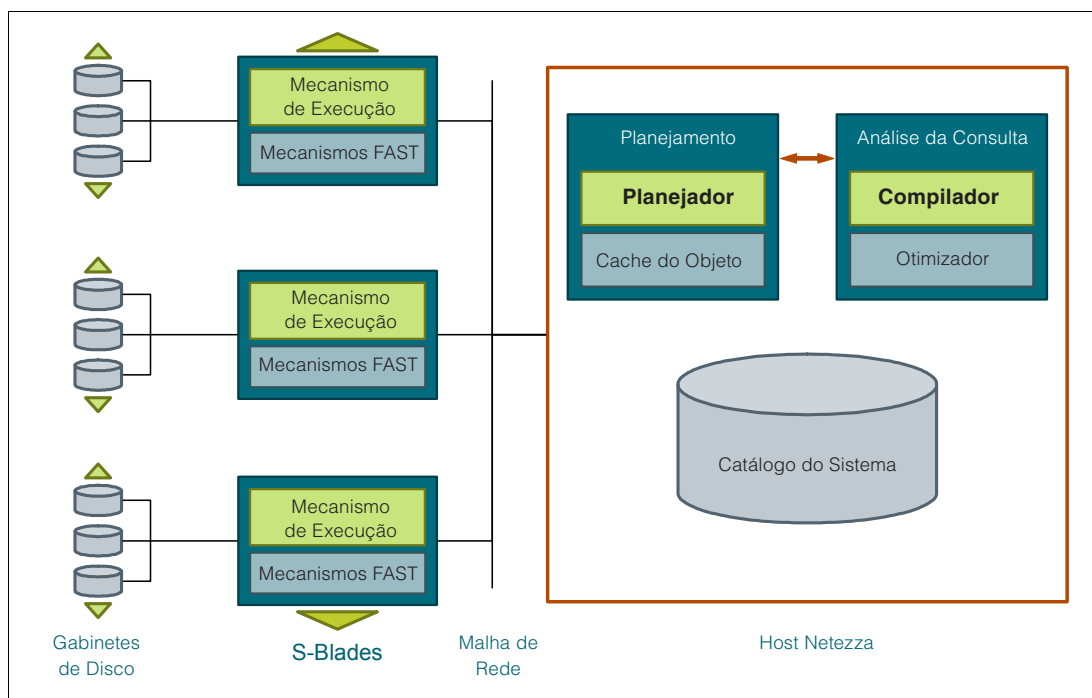 Mecanismo
de Execução
Mecanismos FAST
Mecanismo
de Execução
Mecanismos FAST
Mecanismo
de Execução
Mecanismos FAST
Planejamento
Planejador
Cache do Objeto
Análise da Consulta
Compilador
Otimizador
Catálogo do Sistema
Gabinetes
de Disco
S-Blades
Malha de
Rede
Host Netezza